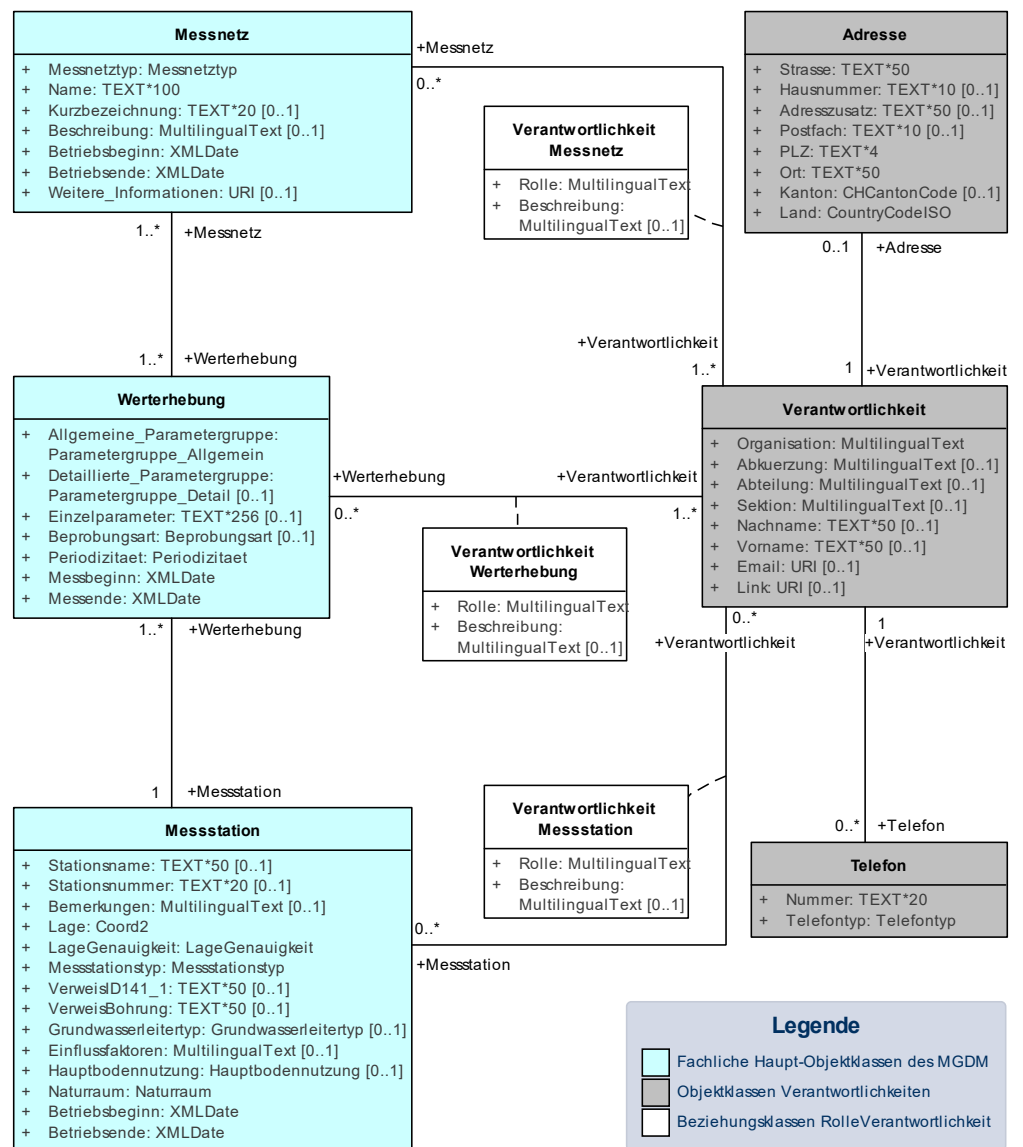 Messnetz
+ Messnetztyp: Messnetztyp
+ Name: TEXT*100
+ Kurzbezeichnung: TEXT*20 [0..1]
+ Beschreibung: MultilingualText [0..1]
+ Betriebsbeginn: XMLDate
+ Betriebsende: XMLDate
+ Weitere_Informationen: URI [0..1]
+Messnetz
0..*
Verantwortlichkeit
Messnetz
+ Rolle: MultilingualText
+ Beschreibung:
MultilingualText [0..1]
Adresse
+ Strasse: TEXT*50
+ Hausnummer: TEXT*10 [0..1]
+ Adresszusatz: TEXT*50 [0..1]
+ Postfach: TEXT*10 [0..1]
+ PLZ: TEXT*4
+ Ort: TEXT*50
+ Kanton: CHCantonCode [0..1]
+ Land: CountryCodeISO
1..* +Messnetz
0..1 +Adresse
+Verantwortlichkeit
1..*
1..* +Werterhebung
1 +Verantwortlichkeit
Werterhebung
+ Allgemeine_Parametergruppe:
Parametergruppe_Allgemein
+ Detaillierte_Parametergruppe:
Parametergruppe_Detail [0..1]
+ Einzelparameter: TEXT*256 [0..1]
+ Beprobungsart: Beprobungsart [0..1]
+ Periodizitaet: Periodizitaet
+ Messbeginn: XMLDate
+ Messende: XMLDate
+Werterhebung
0..*
+Verantwortlichkeit
1..*
Verantwortlichkeit
Werterhebung
+ Rolle: MultilingualText
+ Beschreibung:
MultilingualText [0..1]
Verantwortlichkeit
+ Organisation: MultilingualText
+ Abkuerzung: MultilingualText [0..1]
+ Abteilung: MultilingualText [0..1]
+ Sektion: MultilingualText [0..1]
+ Nachname: TEXT*50 [0..1]
+ Vorname: TEXT*50 [0..1]
+ Email: URI [0..1]
+ Link: URI [0..1]
1..* +Werterhebung
0..*
+Verantwortlichkeit
1
+Verantwortlichkeit
1 +Messstation
Messstation
+ Stationsname: TEXT*50 [0..1]
+ Stationsnummer: TEXT*20 [0..1]
+ Bemerkungen: MultilingualText [0..1]
+ Lage: Coord2
+ LageGenauigkeit: LageGenauigkeit
+ Messstationstyp: Messstationstyp
+ VerweisID141_1: TEXT*50 [0..1]
+ VerweisBohrung: TEXT*50 [0..1]
+ Grundwasserleitertyp: Grundwasserleitertyp [0..1]
+ Einflussfaktoren: MultilingualText [0..1]
+ Hauptbodennutzung: Hauptbodennutzung [0..1]
+ Naturraum: Naturraum
+ Betriebsbeginn: XMLDate
+ Betriebsende: XMLDate
Verantwortlichkeit
Messstation
+ Rolle: MultilingualText
+ Beschreibung:
MultilingualText [0..1]
0..*
+Messstation
0..* +Telefon
Telefon
+ Nummer: TEXT*20
+ Telefontyp: Telefontyp
Legende
Fachliche Haupt-Objektklassen des MGDM
Objektklassen Verantwortlichkeiten
Beziehungsklassen RolleVerantwortlichkeit